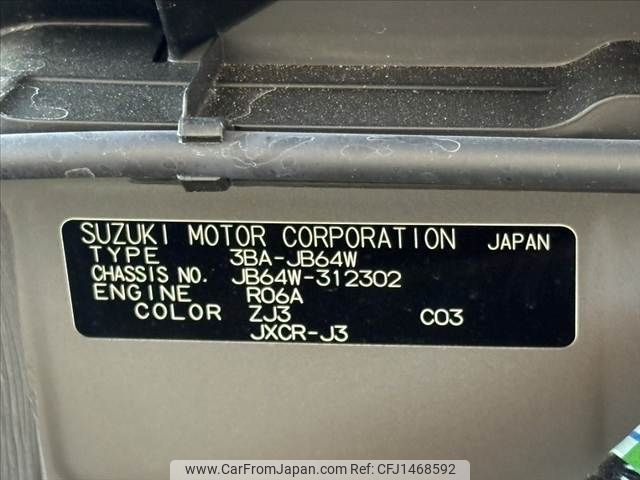 SUZUKI MOTOR CORPORATION JAPAN
TYPE 3BA-JB64W
CHASSIS NO. JB64W-312302
ENGINE R06A
COLOR ZJ3 C03
JXCR-J3
www.CarFromJapan.com | Ref No. CFJ1468592